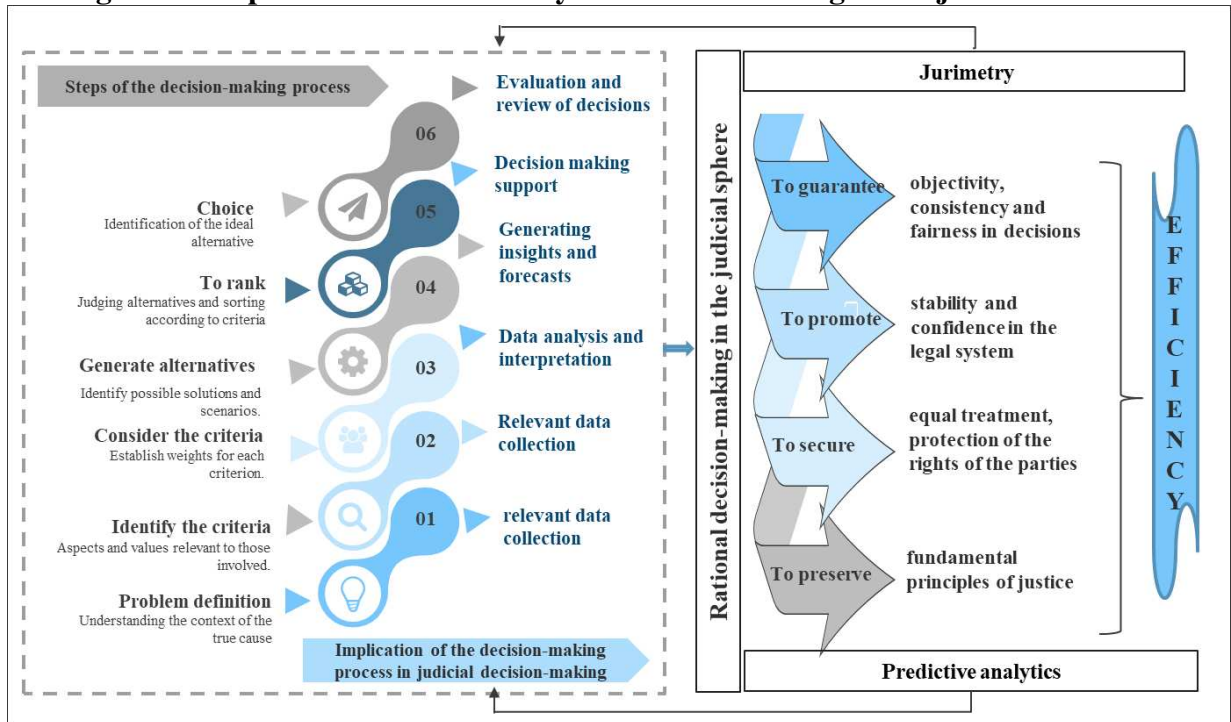 Steps of the decision-making process
Evaluation and
review of decisions
06
Decision making
support
Choice
Identification of the ideal
alternative
05
Generating
insights and
forecasts
To rank
Judging alternatives and sorting
according to criteria
04
Data analysis and
interpretation
Generate alternatives
Identify possible solutions and
scenarios.
03
Consider the criteria
Establish weights for each
criterion.
02
Relevant data
collection
Identify the criteria
Aspects and values relevant to those
involved.
01
relevant data
collection
Problem definition
Understanding the context of the
true cause
Implication of the decision-making
process in judicial decision-making
Rational decision-making in the judicial sphere
Jurimetry
To guarantee
objectivity,
consistency and
fairness in decisions
To promote
stability and
confidence in the
legal system
To secure
equal treatment,
protection of the
rights of the parties
To preserve
fundamental
principles of justice
EFFICIENCY
Predictive analytics